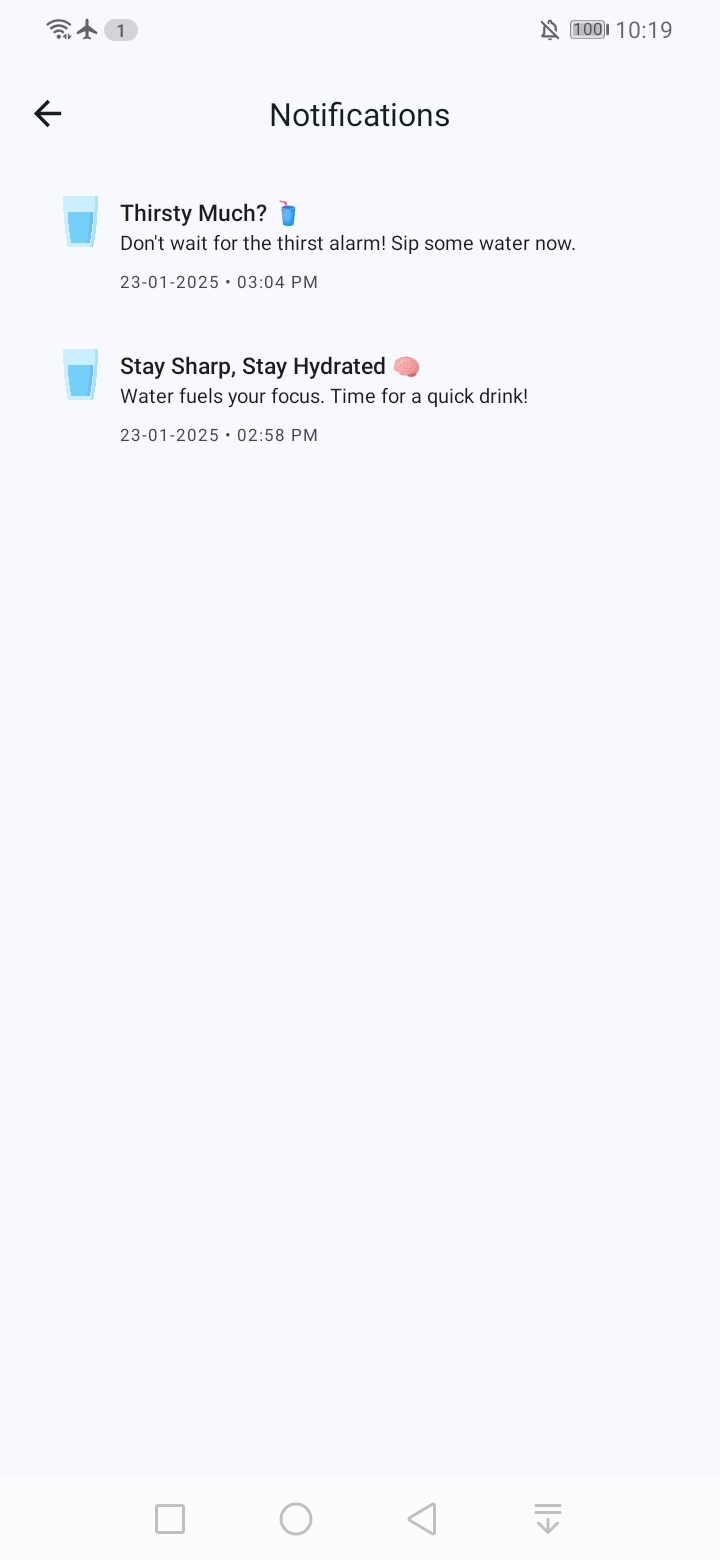 1 100 10:19
Notifications
Thirsty Much? 🥤
Don't wait for the thirst alarm! Sip some water now.
23-01-2025 • 03:04 PM
Stay Sharp, Stay Hydrated 🧠
Water fuels your focus. Time for a quick drink!
23-01-2025 • 02:58 PM